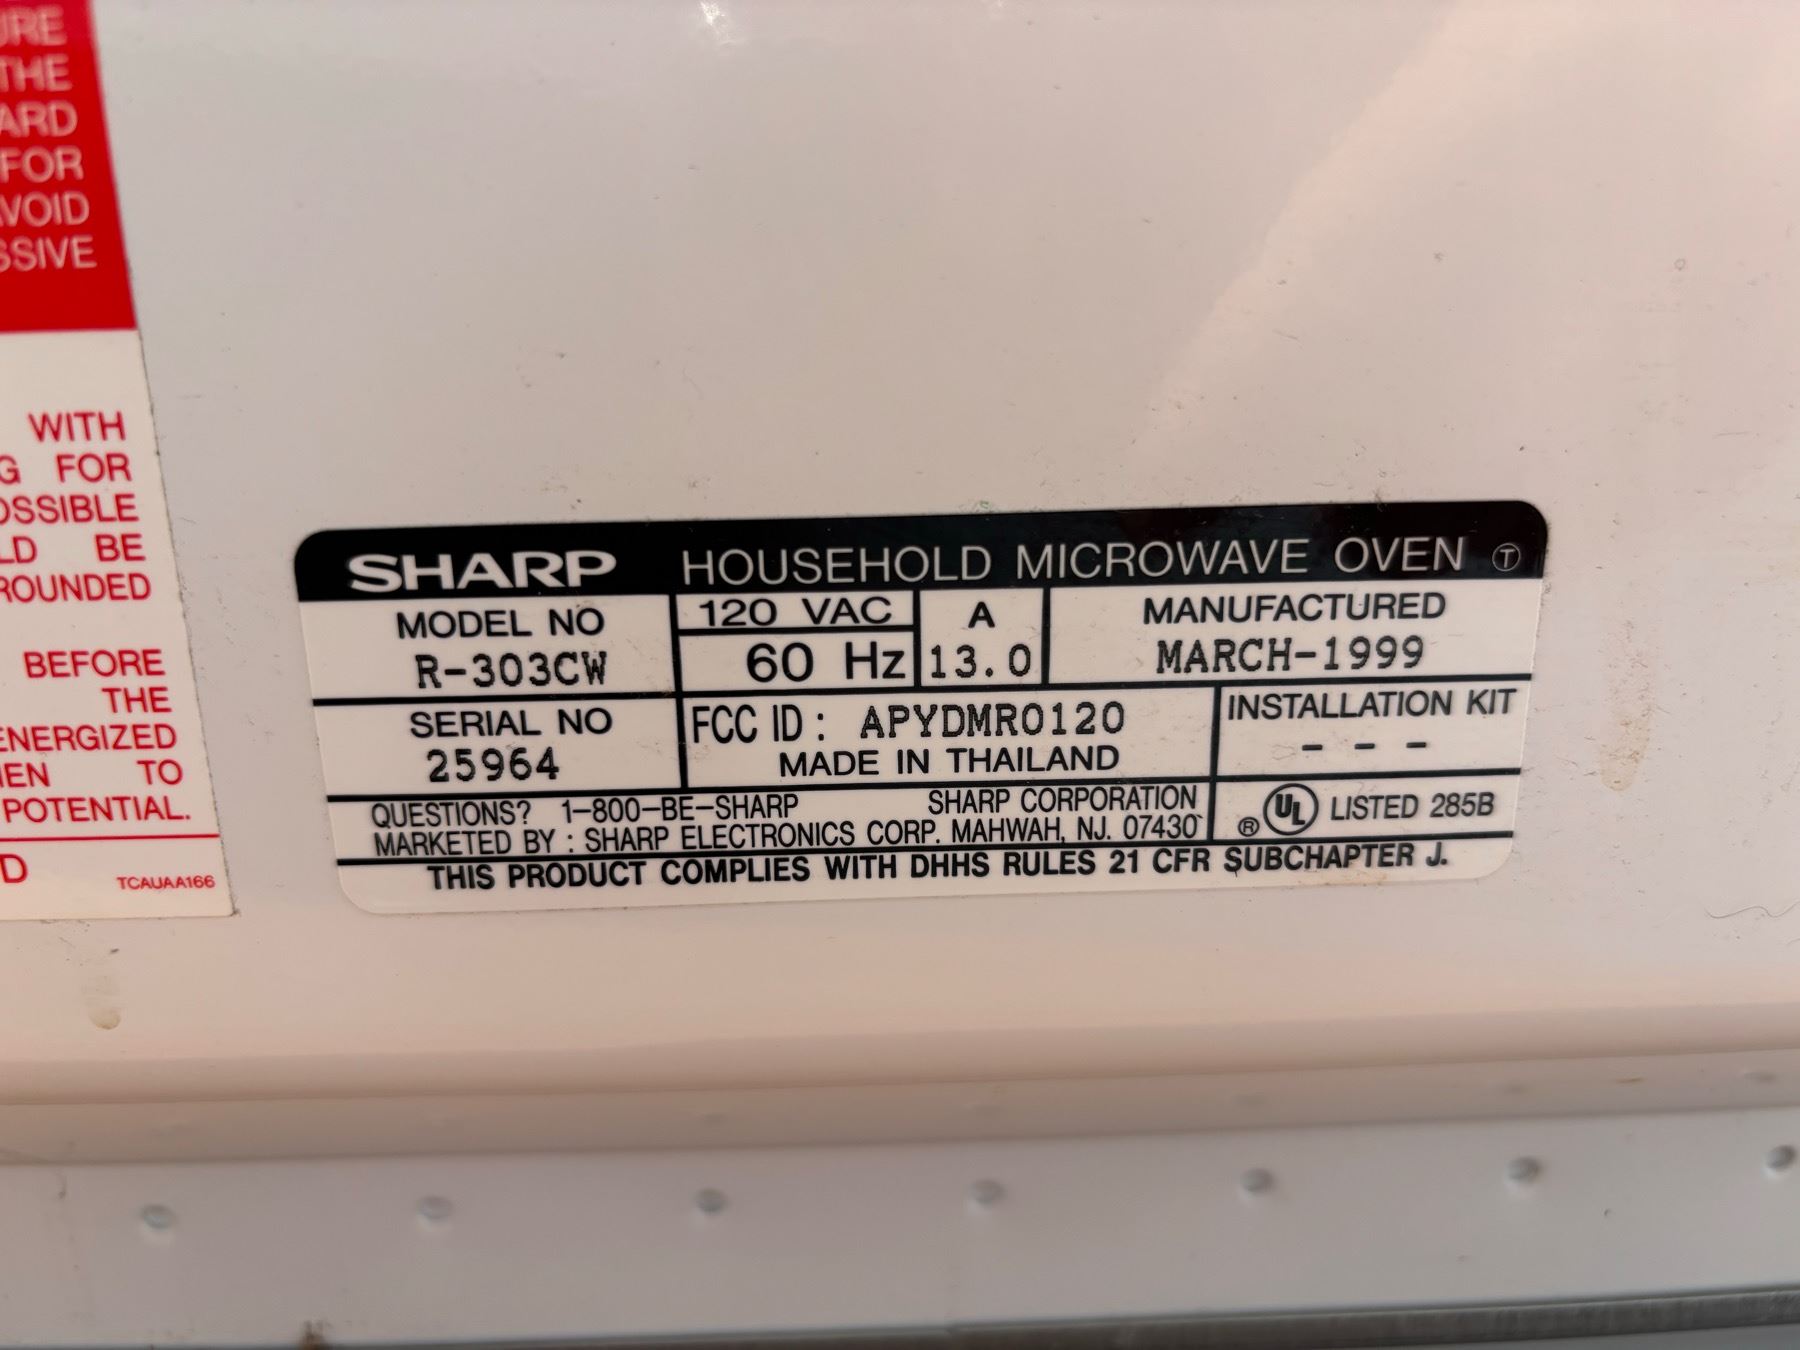 THE
FOR
WITH
FOR
BE
BEFORE
THE
ENERGIZED
TO
POTENTIAL.
TCAUAA166
SHARP HOUSEHOLD MICROWAVE OVEN Ⓣ
MODEL NO
R-303CW
120 VAC
60 Hz
A
13.0
MANUFACTURED
MARCH-1999
SERIAL NO
25964
FCC ID : APYDMR0120
MADE IN THAILAND
INSTALLATION KIT
- - -
QUESTIONS? 1-800-BE-SHARP SHARP CORPORATION
MARKETED BY : SHARP ELECTRONICS CORP. MAHWAH, NJ. 07430
® UL LISTED 285B
THIS PRODUCT COMPLIES WITH DHHS RULES 21 CFR SUBCHAPTER J.